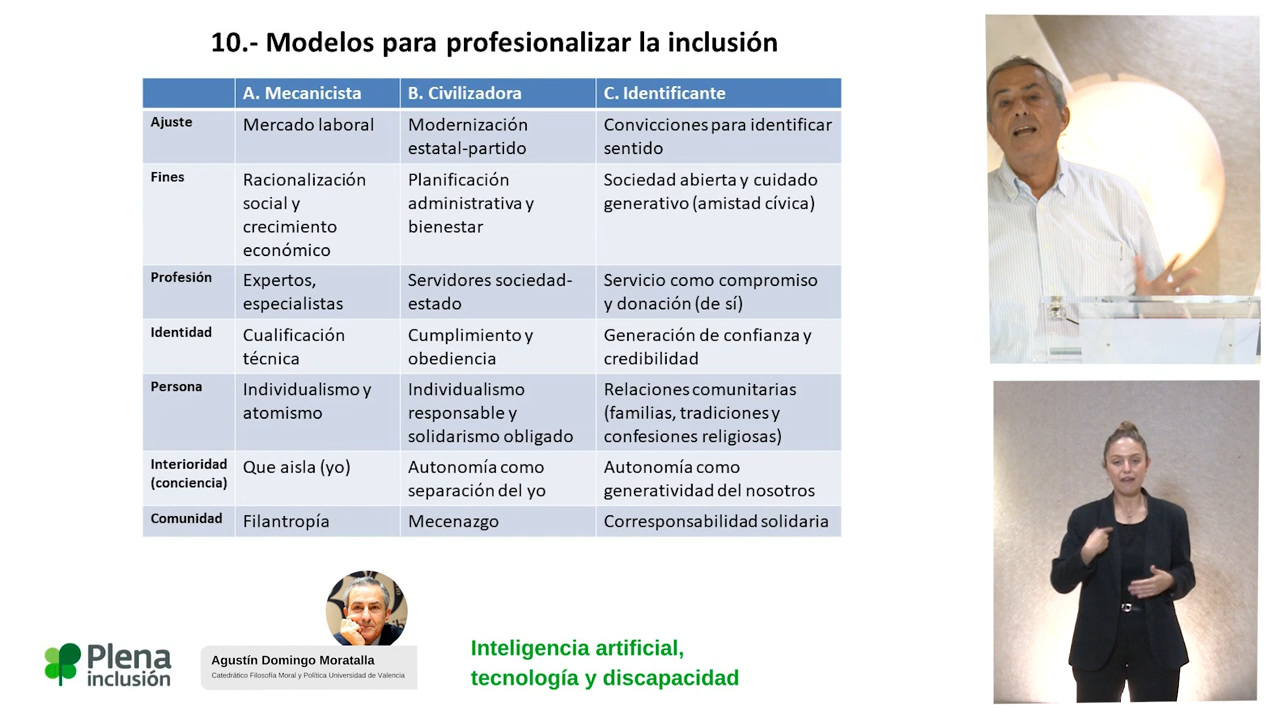 10.- Modelos para profesionalizar la inclusión
A. Mecanicista B. Civilizadora C. Identificante
Ajuste
Mercado laboral
Modernización
estatal-partido
Convicciones para identificar
sentido
Fines
Racionalización
social y
crecimiento
económico
Planificación
administrativa y
bienestar
Sociedad abierta y cuidado
generativo (amistad cívica)
Profesión
Expertos,
especialistas
Servidores sociedad-
estado
Servicio como compromiso
y donación (de sí)
Identidad
Cualificación
técnica
Cumplimiento y
obediencia
Generación de confianza y
credibilidad
Persona
Individualismo y
atomismo
Individualismo
responsable y
solidarismo obligado
Relaciones comunitarias
(familias, tradiciones y
confesiones religiosas)
Interioridad
(conciencia)
Que aisla (yo)
Autonomía como
separación del yo
Autonomía como
generatividad del nosotros
Comunidad
Filantropía
Mecenazgo
Corresponsabilidad solidaria
Plena
inclusión
Agustín Domingo Moratalla
Catedrático Filosofía Moral y Política Universidad de Valencia
Inteligencia artificial,
tecnología y discapacidad